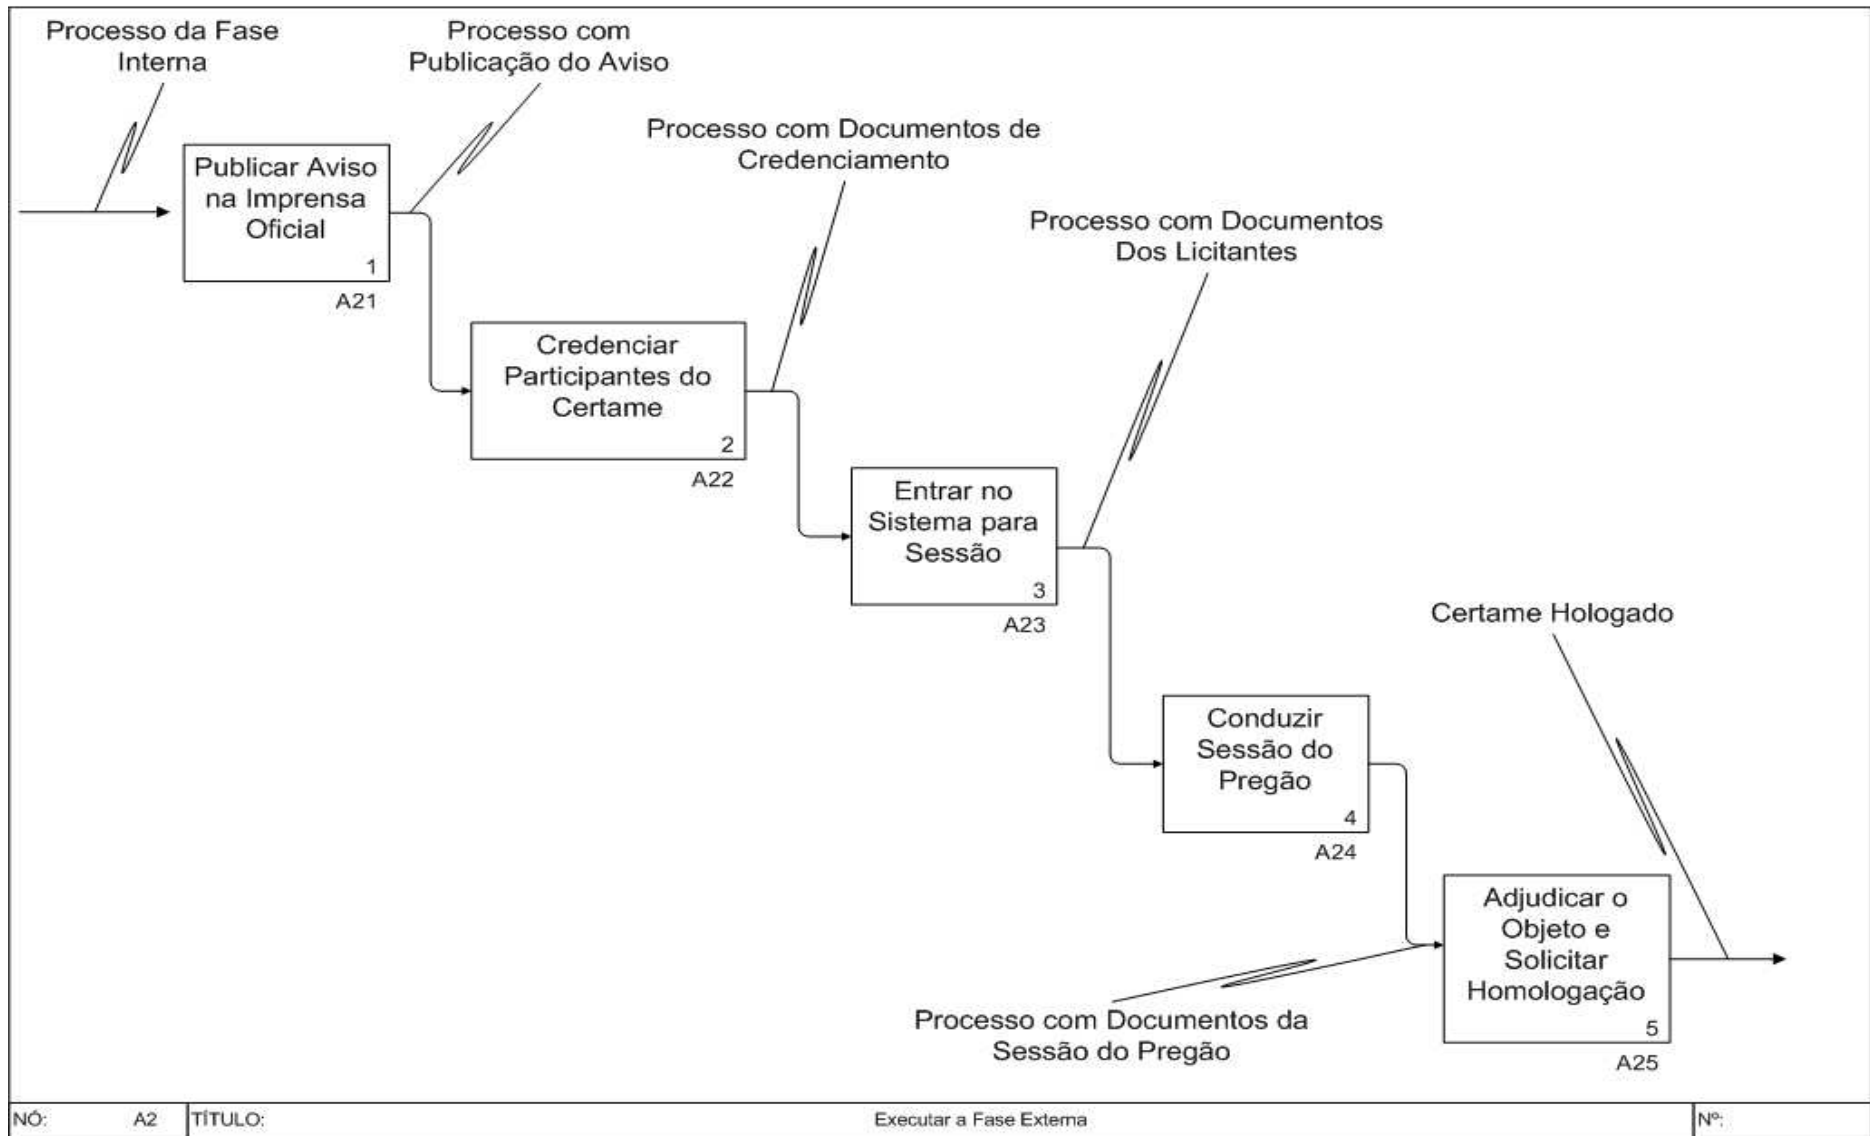 Processo da Fase
Interna
Processo com
Publicação do Aviso
Processo com Documentos de
Credenciamento
Publicar Aviso
na Imprensa
Oficial
1
A21
Processo com Documentos
Dos Licitantes
Credenciar
Participantes do
Certame
2
A22
Entrar no
Sistema para
Sessão
3
A23
Certame Hologado
Conduzir
Sessão do
Pregão
4
A24
Adjudicar o
Objeto e
Solicitar
Homologação
5
A25
Processo com Documentos da
Sessão do Pregão
NÓ: A2 TÍTULO: Executar a Fase Externa Nº: